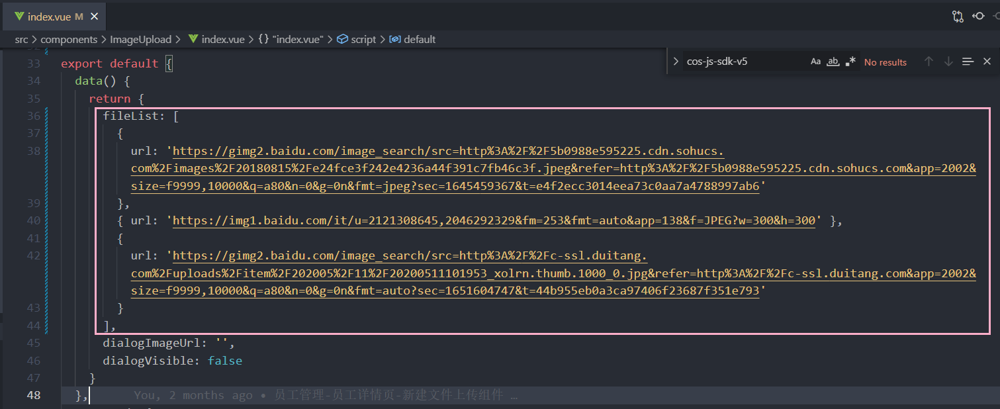 index.vue M
src > components > ImageUpload > index.vue > {} "index.vue" > script > default
cos-js-sdk-v5 Aa ab .* No results
33 export default {
34 data() {
35 return {
36 fileList: [
37 {
38 url: 'https://gimg2.baidu.com/image_search/src=http%3A%2F%2F5b0988e595225.cdn.sohucs.
com%2Fimages%2F20180815%2Fe24fce3f242e4236a44f391c7fb46c3f.jpeg&refer=http%3A%2F%2F5b0988e595225.cdn.sohucs.com&app=2002&
size=f9999,10000&q=a80&n=0&g=0n&fmt=jpeg?sec=1645459367&t=e4f2ecc3014eea73c0aa7a4788997ab6'
39 },
40 { url: 'https://img1.baidu.com/it/u=2121308645,2046292329&fm=253&fmt=auto&app=138&f=JPEG?w=300&h=300' },
41 {
42 url: 'https://gimg2.baidu.com/image_search/src=http%3A%2F%2Fc-ssl.duitang.
com%2Fuploads%2Fitem%2F202005%2F11%2F20200511101953_xolrn.thumb.1000_0.jpg&refer=http%3A%2F%2Fc-ssl.duitang.com&app=2002&
size=f9999,10000&q=a80&n=0&g=0n&fmt=auto?sec=1651604747&t=44b955eb0a3ca97406f23687f351e793'
43 }
44 ],
45 dialogImageUrl: '',
46 dialogVisible: false
47 }
48 }, You, 2 months ago • 员工管理-员工详情页-新建文件上传组件 …